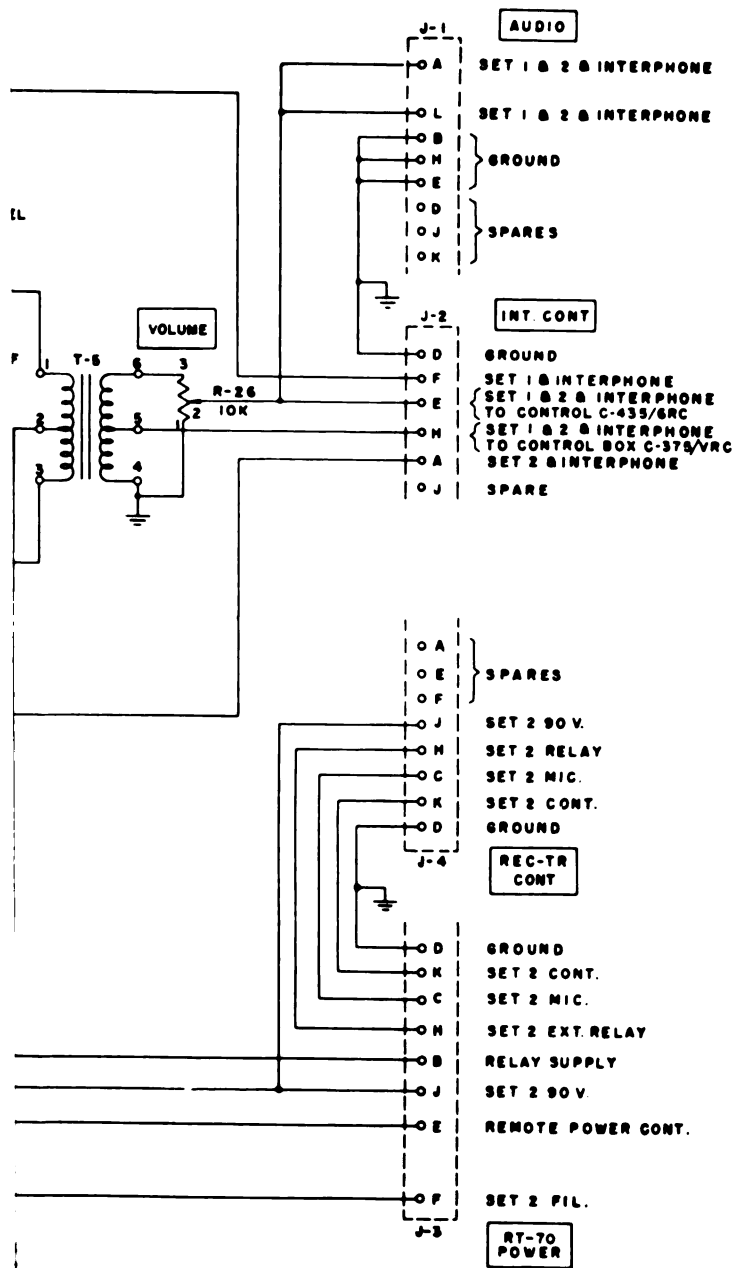 J-1 AUDIO
A SET 1 & 2 & INTERPHONE
L SET 1 & 2 & INTERPHONE
B
H GROUND
E
D
EL
J SPARES
K
J-2 INT. CONT
VOLUME
D GROUND
F 1 T-5 6 3
F SET 1 & INTERPHONE
R-26
10K
E SET 1 & 2 & INTERPHONE
TO CONTROL C-435/GRC
2 5 1 2
H SET 1 & 2 & INTERPHONE
TO CONTROL BOX C-375/VRC
3 4
A SET 2 & INTERPHONE
J SPARE
A
E SPARES
F
J SET 2 90 V.
H SET 2 RELAY
C SET 2 MIC.
K SET 2 CONT.
D GROUND
J-4 REC-TR
CONT
D GROUND
K SET 2 CONT.
C SET 2 MIC.
H SET 2 EXT. RELAY
B RELAY SUPPLY
J SET 2 90 V.
E REMOTE POWER CONT.
F SET 2 FIL.
J-3 RT-70
POWER